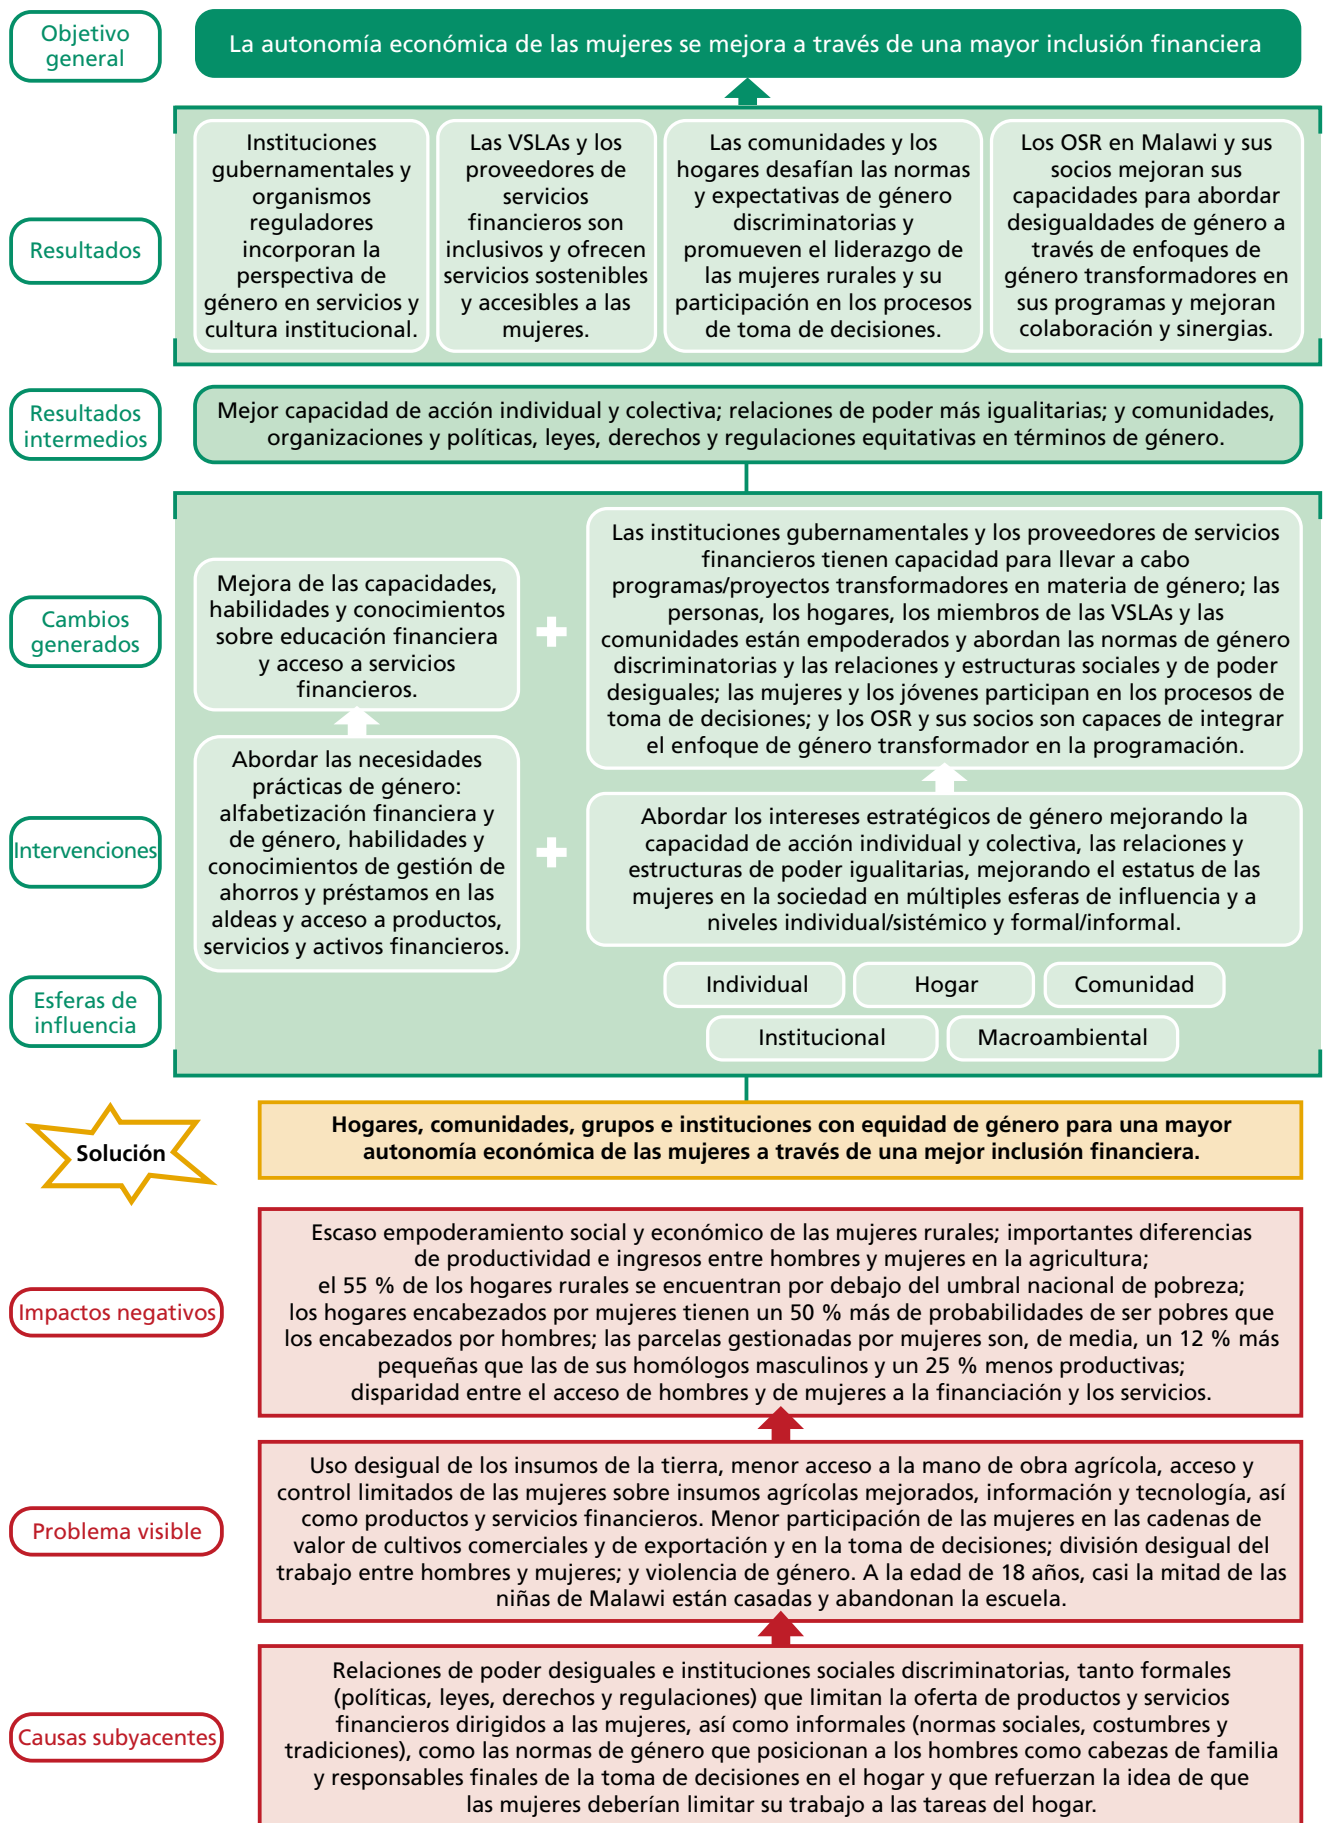 Objetivo
general
La autonomía económica de las mujeres se mejora a través de una mayor inclusión financiera
Resultados
Instituciones
gubernamentales y
organismos
reguladores
incorporan la
perspectiva de
género en servicios y
cultura institucional.
Las VSLAs y los
proveedores de
servicios
financieros son
inclusivos y ofrecen
servicios sostenibles
y accesibles a las
mujeres.
Las comunidades y los
hogares desafían las normas
y expectativas de género
discriminatorias y
promueven el liderazgo de
las mujeres rurales y su
participación en los procesos
de toma de decisiones.
Los OSR en Malawi y sus
socios mejoran sus
capacidades para abordar
desigualdades de género a
través de enfoques de
género transformadores en
sus programas y mejoran
colaboración y sinergias.
Resultados
intermedios
Mejor capacidad de acción individual y colectiva; relaciones de poder más igualitarias; y comunidades,
organizaciones y políticas, leyes, derechos y regulaciones equitativas en términos de género.
Cambios
generados
Mejora de las capacidades,
habilidades y conocimientos
sobre educación financiera
y acceso a servicios
financieros.
Las instituciones gubernamentales y los proveedores de servicios
financieros tienen capacidad para llevar a cabo
programas/proyectos transformadores en materia de género; las
personas, los hogares, los miembros de las VSLAs y las
comunidades están empoderados y abordan las normas de género
discriminatorias y las relaciones y estructuras sociales y de poder
desiguales; las mujeres y los jóvenes participan en los procesos de
toma de decisiones; y los OSR y sus socios son capaces de integrar
el enfoque de género transformador en la programación.
Intervenciones
Abordar las necesidades
prácticas de género:
alfabetización financiera y
de género, habilidades y
conocimientos de gestión de
ahorros y préstamos en las
aldeas y acceso a productos,
servicios y activos financieros.
Abordar los intereses estratégicos de género mejorando la
capacidad de acción individual y colectiva, las relaciones y
estructuras de poder igualitarias, mejorando el estatus de las
mujeres en la sociedad en múltiples esferas de influencia y a
niveles individual/sistémico y formal/informal.
Esferas de
influencia
Individual
Hogar
Comunidad
Institucional
Macroambiental
Solución
Hogares, comunidades, grupos e instituciones con equidad de género para una mayor
autonomía económica de las mujeres a través de una mejor inclusión financiera.
Impactos negativos
Escaso empoderamiento social y económico de las mujeres rurales; importantes diferencias
de productividad e ingresos entre hombres y mujeres en la agricultura;
el 55 % de los hogares rurales se encuentran por debajo del umbral nacional de pobreza;
los hogares encabezados por mujeres tienen un 50 % más de probabilidades de ser pobres que
los encabezados por hombres; las parcelas gestionadas por mujeres son, de media, un 12 % más
pequeñas que las de sus homólogos masculinos y un 25 % menos productivas;
disparidad entre el acceso de hombres y de mujeres a la financiación y los servicios.
Problema visible
Uso desigual de los insumos de la tierra, menor acceso a la mano de obra agrícola, acceso y
control limitados de las mujeres sobre insumos agrícolas mejorados, información y tecnología, así
como productos y servicios financieros. Menor participación de las mujeres en las cadenas de
valor de cultivos comerciales y de exportación y en la toma de decisiones; división desigual del
trabajo entre hombres y mujeres; y violencia de género. A la edad de 18 años, casi la mitad de las
niñas de Malawi están casadas y abandonan la escuela.
Causas subyacentes
Relaciones de poder desiguales e instituciones sociales discriminatorias, tanto formales
(políticas, leyes, derechos y regulaciones) que limitan la oferta de productos y servicios
financieros dirigidos a las mujeres, así como informales (normas sociales, costumbres y
tradiciones), como las normas de género que posicionan a los hombres como cabezas de familia
y responsables finales de la toma de decisiones en el hogar y que refuerzan la idea de que
las mujeres deberían limitar su trabajo a las tareas del hogar.